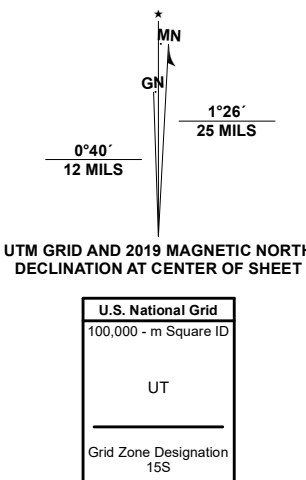 ★
MN
GN
1°26´
25 MILS
0°40´
12 MILS
UTM GRID AND 2019 MAGNETIC NORTH
DECLINATION AT CENTER OF SHEET
U.S. National Grid
100,000 - m Square ID
UT
Grid Zone Designation
15S